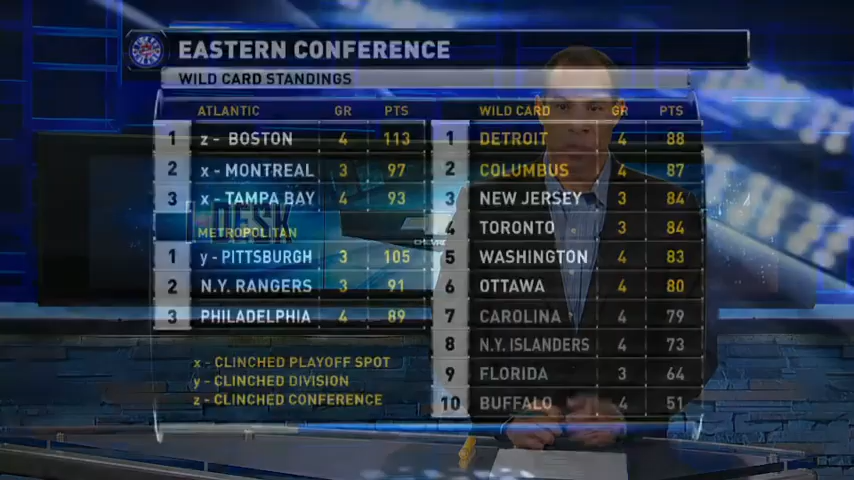 EASTERN CONFERENCE
WILD CARD STANDINGS
ATLANTIC GR PTS
1 z - BOSTON 4 113
2 x - MONTREAL 3 97
3 x - TAMPA BAY 4 93
METROPOLITAN
1 y - PITTSBURGH 3 105
2 N.Y. RANGERS 3 91
3 PHILADELPHIA 4 89
x - CLINCHED PLAYOFF SPOT
y - CLINCHED DIVISION
z - CLINCHED CONFERENCE
WILD CARD GR PTS
1 DETROIT 4 88
2 COLUMBUS 4 87
3 NEW JERSEY 3 84
4 TORONTO 3 84
5 WASHINGTON 4 83
6 OTTAWA 4 80
7 CAROLINA 4 79
8 N.Y. ISLANDERS 4 73
9 FLORIDA 3 64
10 BUFFALO 4 51
DESK